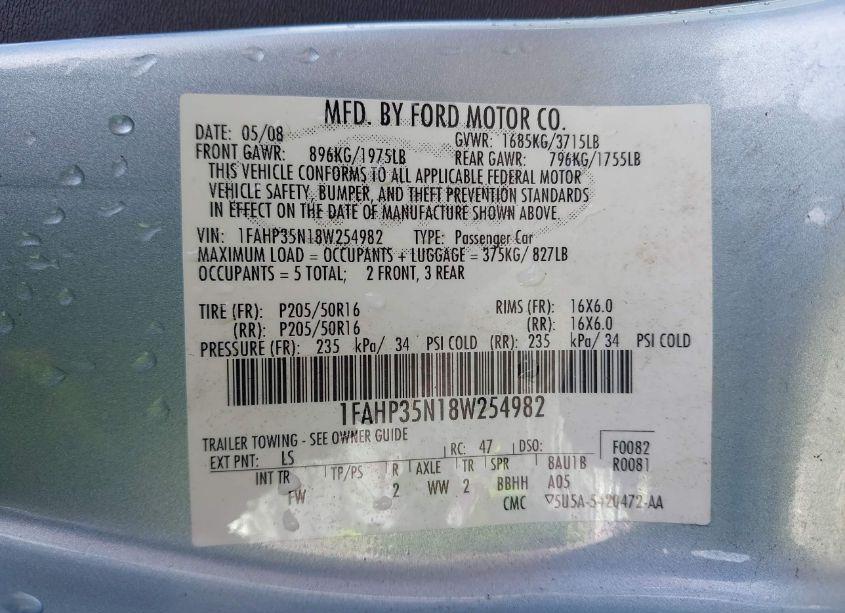 MFD. BY FORD MOTOR CO.
DATE: 05/08 GVWR: 1685KG/3715LB
FRONT GAWR: 896KG/1975LB REAR GAWR: 796KG/1755LB
THIS VEHICLE CONFORMS TO ALL APPLICABLE FEDERAL MOTOR
VEHICLE SAFETY, BUMPER, AND THEFT PREVENTION STANDARDS
IN EFFECT ON THE DATE OF MANUFACTURE SHOWN ABOVE.
VIN: 1FAHP35N18W254982 TYPE: Passenger Car
MAXIMUM LOAD = OCCUPANTS + LUGGAGE = 375KG/ 827LB
OCCUPANTS = 5 TOTAL; 2 FRONT, 3 REAR
TIRE (FR): P205/50R16 RIMS (FR): 16X6.0
(RR): P205/50R16 (RR): 16X6.0
PRESSURE (FR): 235 kPa/ 34 PSI COLD (RR): 235 kPa/ 34 PSI COLD
1FAHP35N18W254982
TRAILER TOWING - SEE OWNER GUIDE
EXT PNT: LS RC: 47 DSO: F0082
INT TR TP/PS R AXLE TR SPR 8AU1B R0081
FW 2 WW 2 BBHH A05
CMC ▽5U5A-5420472-AA